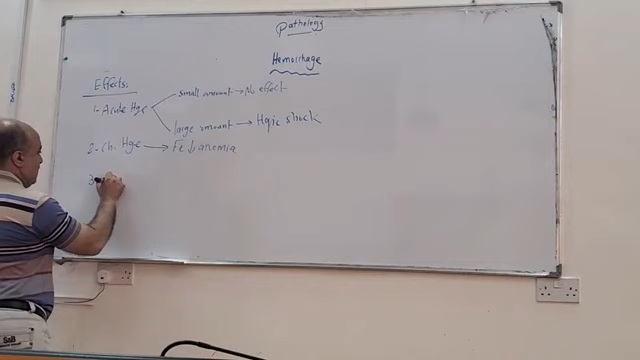 Pathology
Hemorrhage
Effects:
1- Acute Hge
small amount → No effect
large amount → Hgic shock
2- Ch. Hge → Fe ↓ anemia
3-